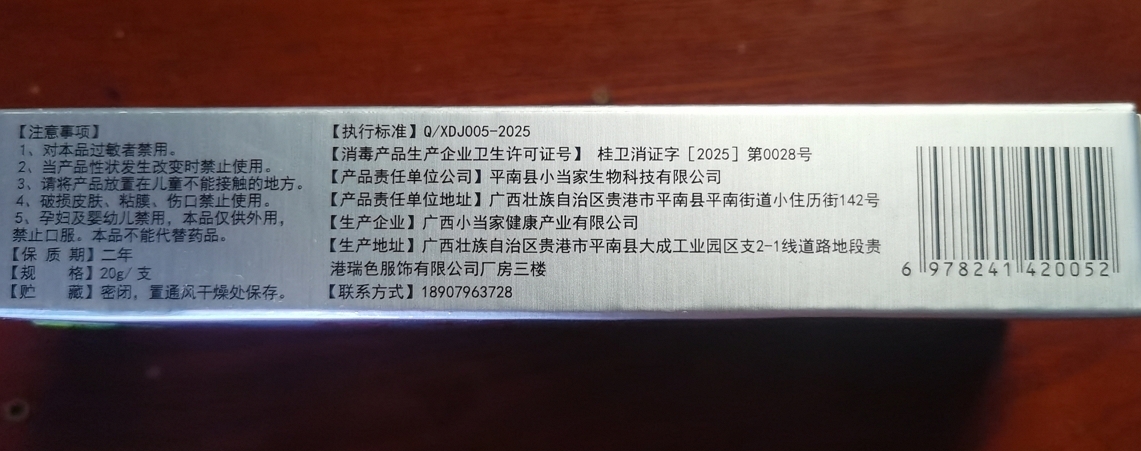 【注意事项】
1、对本品过敏者禁用。
2、当产品性状发生改变时禁止使用。
3、请将产品放置在儿童不能接触的地方。
4、破损皮肤、粘膜、伤口禁止使用。
5、孕妇及婴幼儿禁用，本品仅供外用，
禁止口服。本品不能代替药品。
【保 质 期】二年
【规 格】20g/支
【贮 藏】密闭，置通风干燥处保存。
【执行标准】Q/XDJ005-2025
【消毒产品生产企业卫生许可证号】 桂卫消证字［2025］第0028号
【产品责任单位公司】平南县小当家生物科技有限公司
【产品责任单位地址】广西壮族自治区贵港市平南县平南街道小住历街142号
【生产企业】广西小当家健康产业有限公司
【生产地址】广西壮族自治区贵港市平南县大成工业园区支2-1线道路地段贵
港瑞色服饰有限公司厂房三楼
【联系方式】18907963728
6 978241 420052